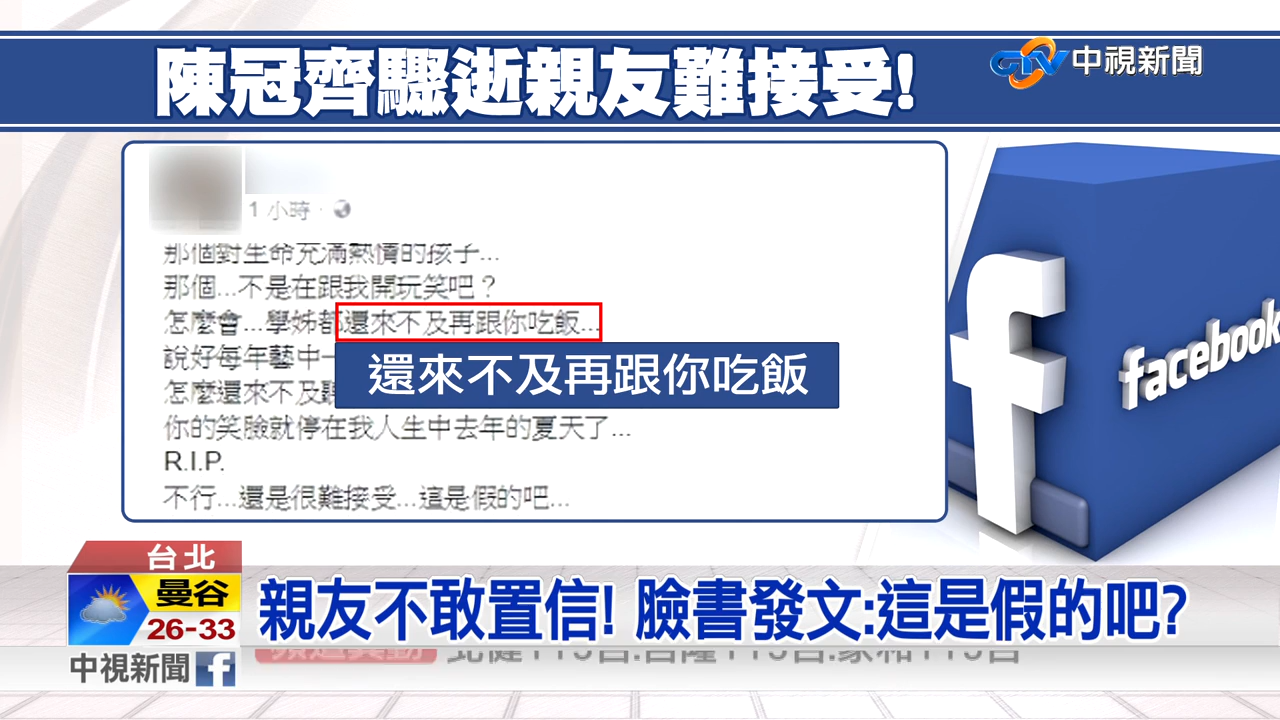 陳冠齊驟逝親友難接受!
CTV中視新聞
1 小時
那個對生命充滿熱情的孩子...
那個...不是在跟我開玩笑吧？
怎麼會...學姊都還來不及再跟你吃飯...
說好每年藝中一
還來不及再跟你吃飯
怎麼還來不及
你的笑臉就停在我人生中去年的夏天了...
R.I.P.
不行...還是很難接受...這是假的吧...
facebook
台北
曼谷
26-33
親友不敢置信! 臉書發文:這是假的吧?
中視新聞